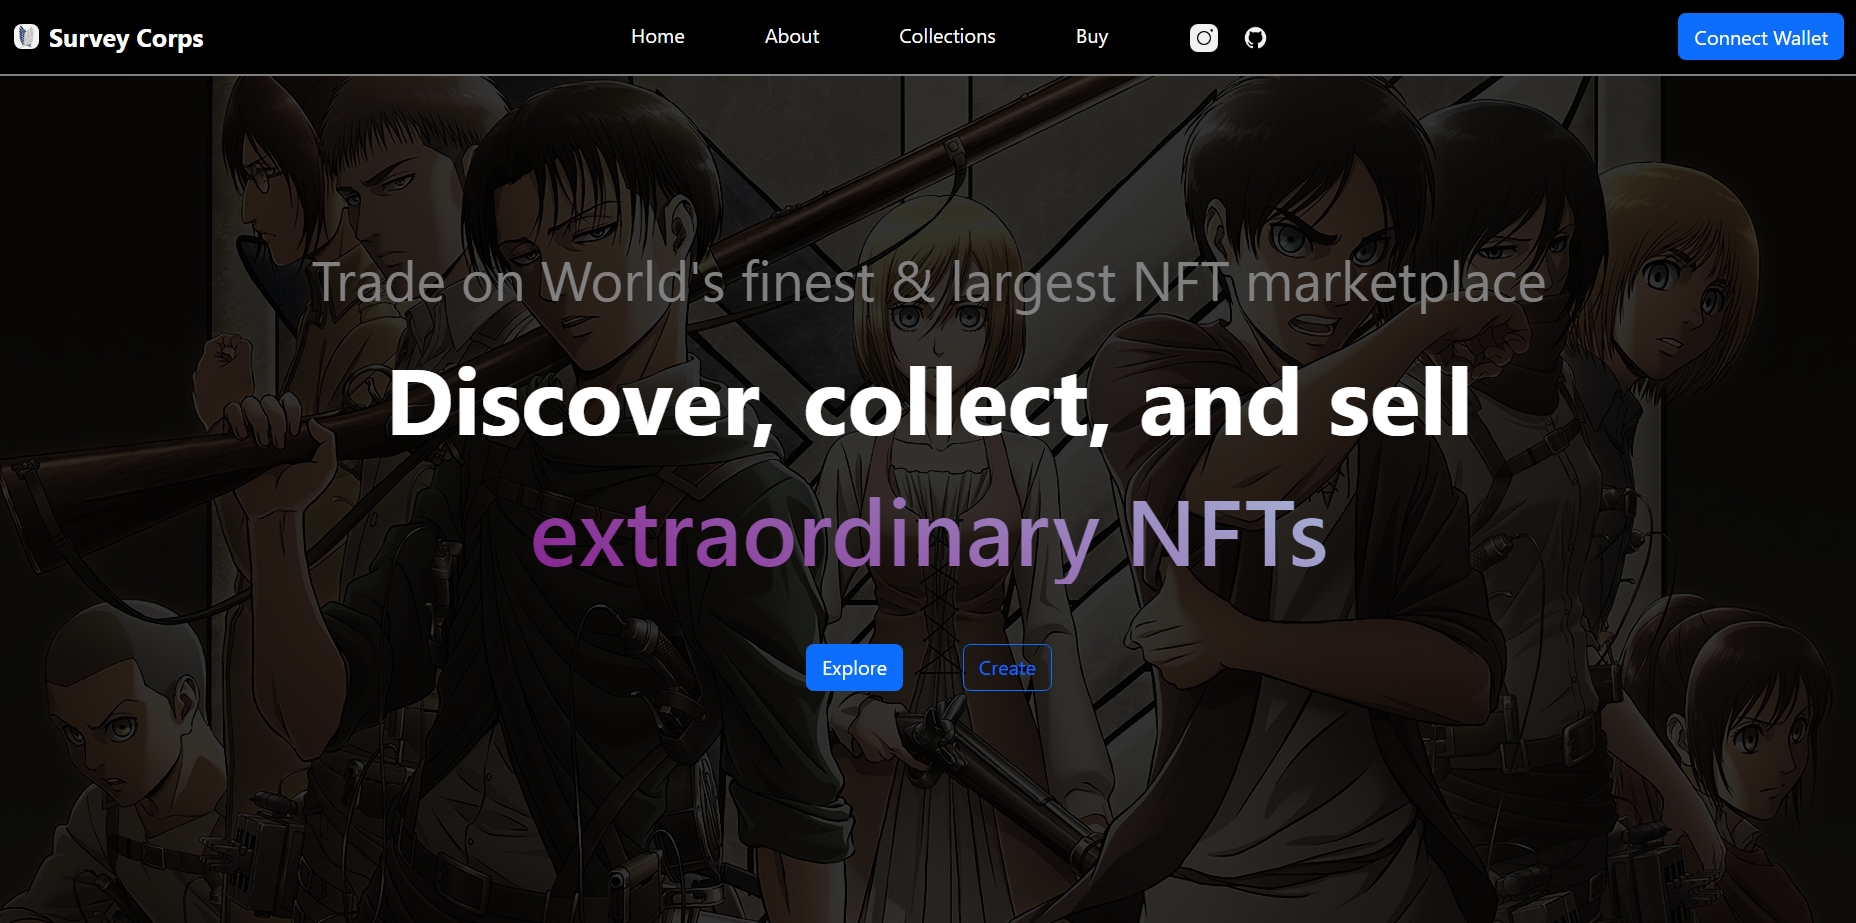 Survey Corps
Home
About
Collections
Buy
Connect Wallet
Trade on World's finest & largest NFT marketplace
Discover, collect, and sell
extraordinary NFTs
Explore
Create